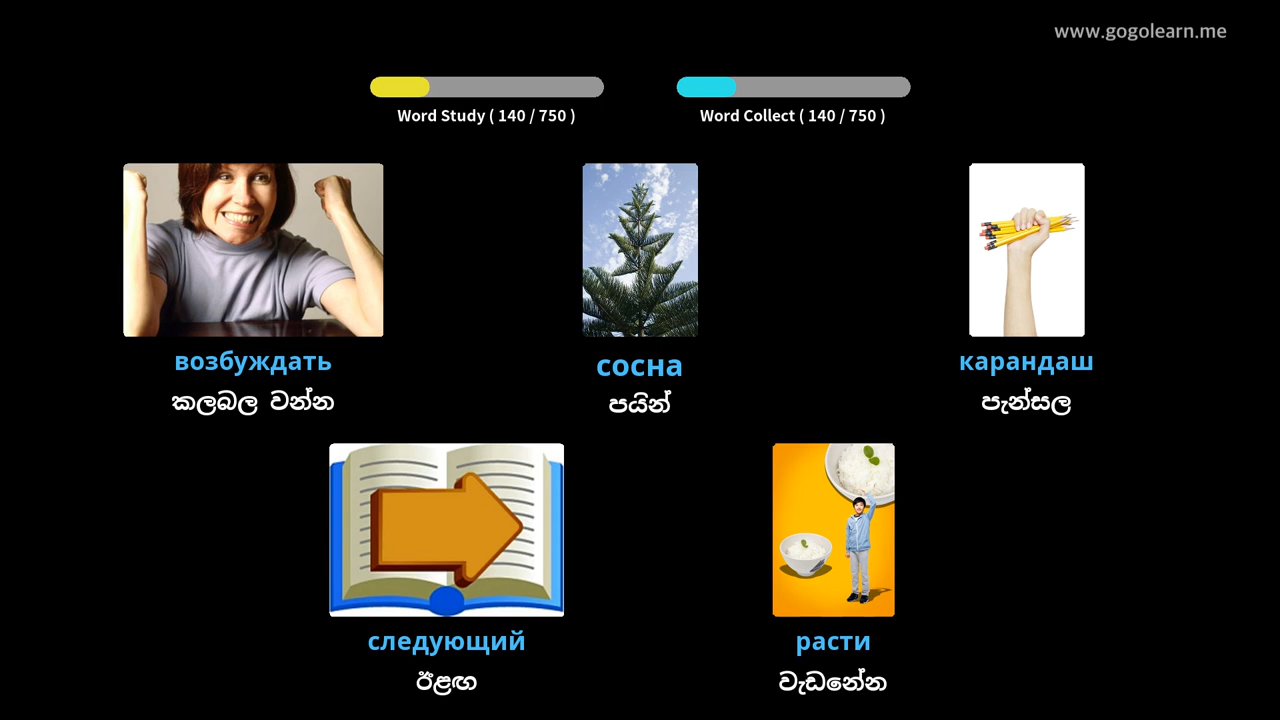 www.gogolearn.me
Word Study ( 140 / 750 )
Word Collect ( 140 / 750 )
возбуждать
කලබල වන්න
сосна
පයින්
карандаш
පැන්සල
следующий
ඊළඟ
расти
වැඩනේන